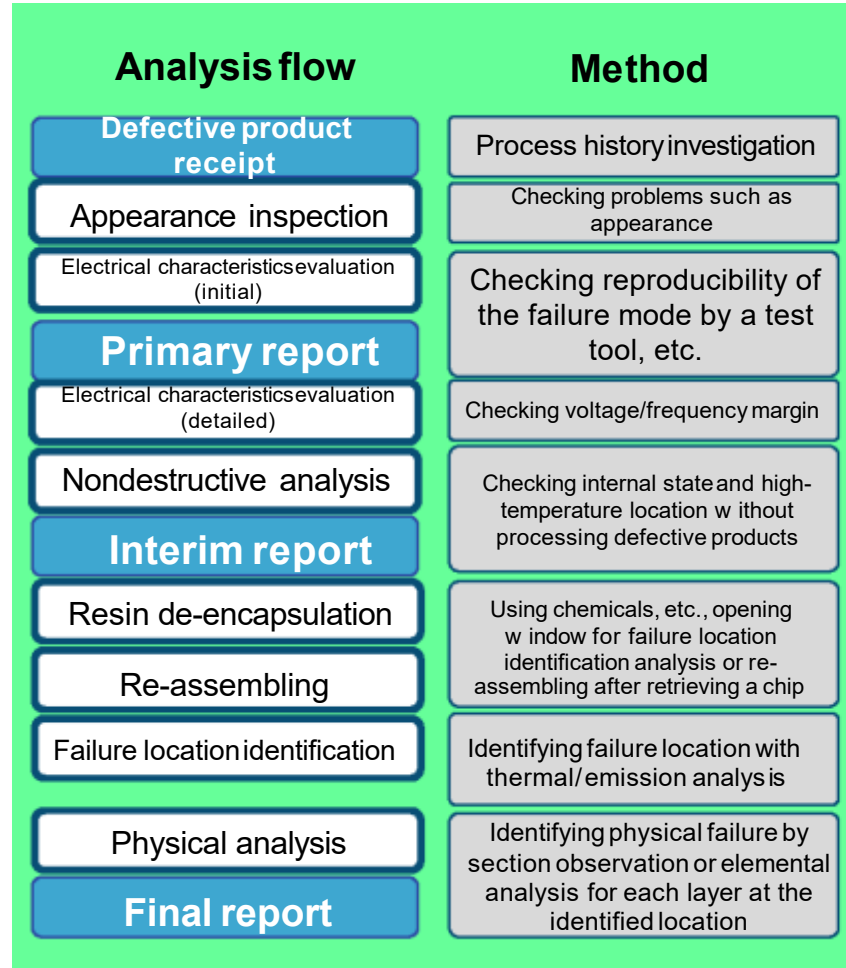 Analysis flow
Method
Defective product
receipt
Process history investigation
Appearance inspection
Checking problems such as
appearance
Electrical characteristics evaluation
(initial)
Checking reproducibility of
the failure mode by a test
tool, etc.
Primary report
Electrical characteristics evaluation
(detailed)
Checking voltage/frequency margin
Nondestructive analysis
Checking internal state and high-
temperature location w ithout
processing defective products
Interim report
Resin de-encapsulation
Using chemicals, etc., opening
w indow for failure location
identification analysis or re-
assembling after retrieving a chip
Re-assembling
Failure location identification
Identifying failure location with
thermal/emission analysis
Physical analysis
Identifying physical failure by
section observation or elemental
analysis for each layer at the
identified location
Final report